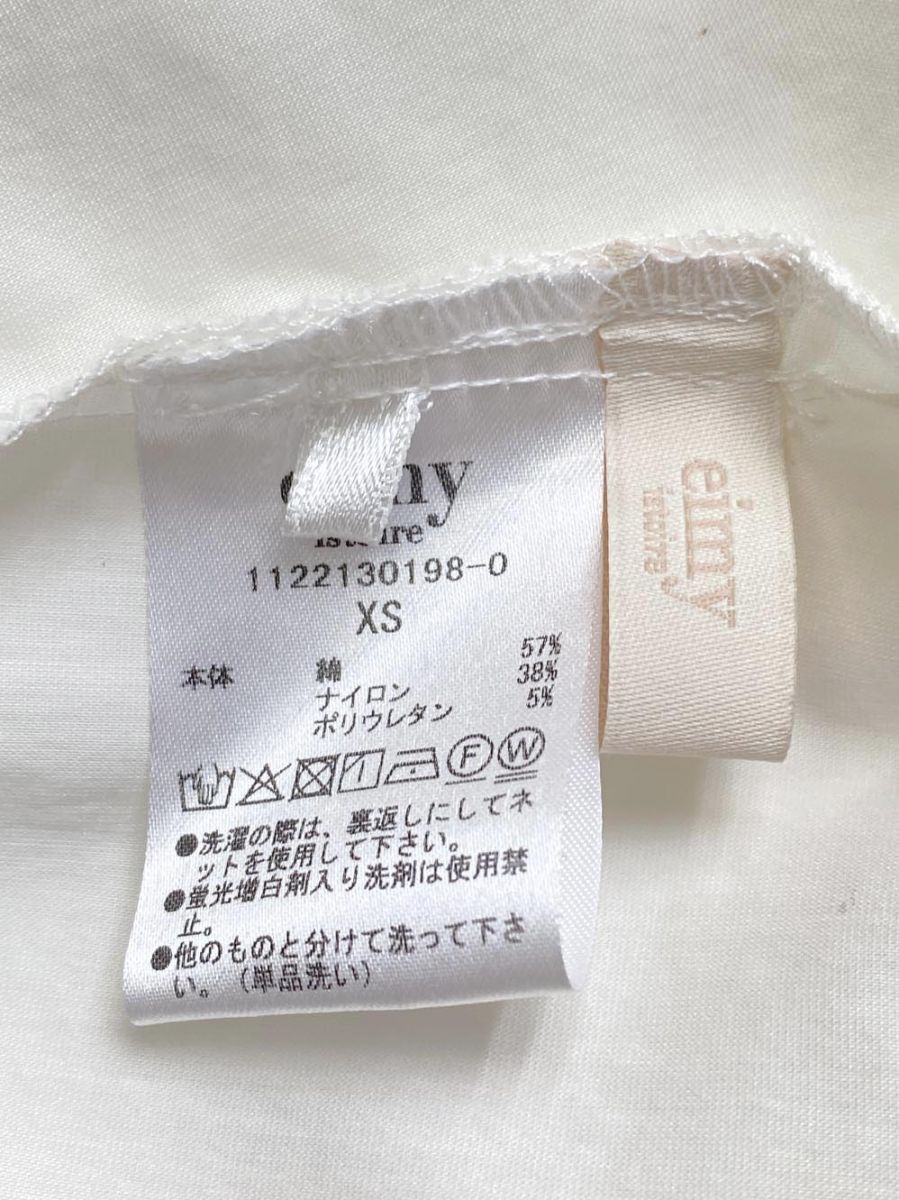 1122130198-0
XS
本体 綿 57%
ナイロン 38%
ポリウレタン 5%
F W
●洗濯の際は、裏返しにしてネ
ットを使用して下さい。
●蛍光増白剤入り洗剤は使用禁
止。
●他のものと分けて洗って下さ
い。(単品洗い)
eimy
istoire